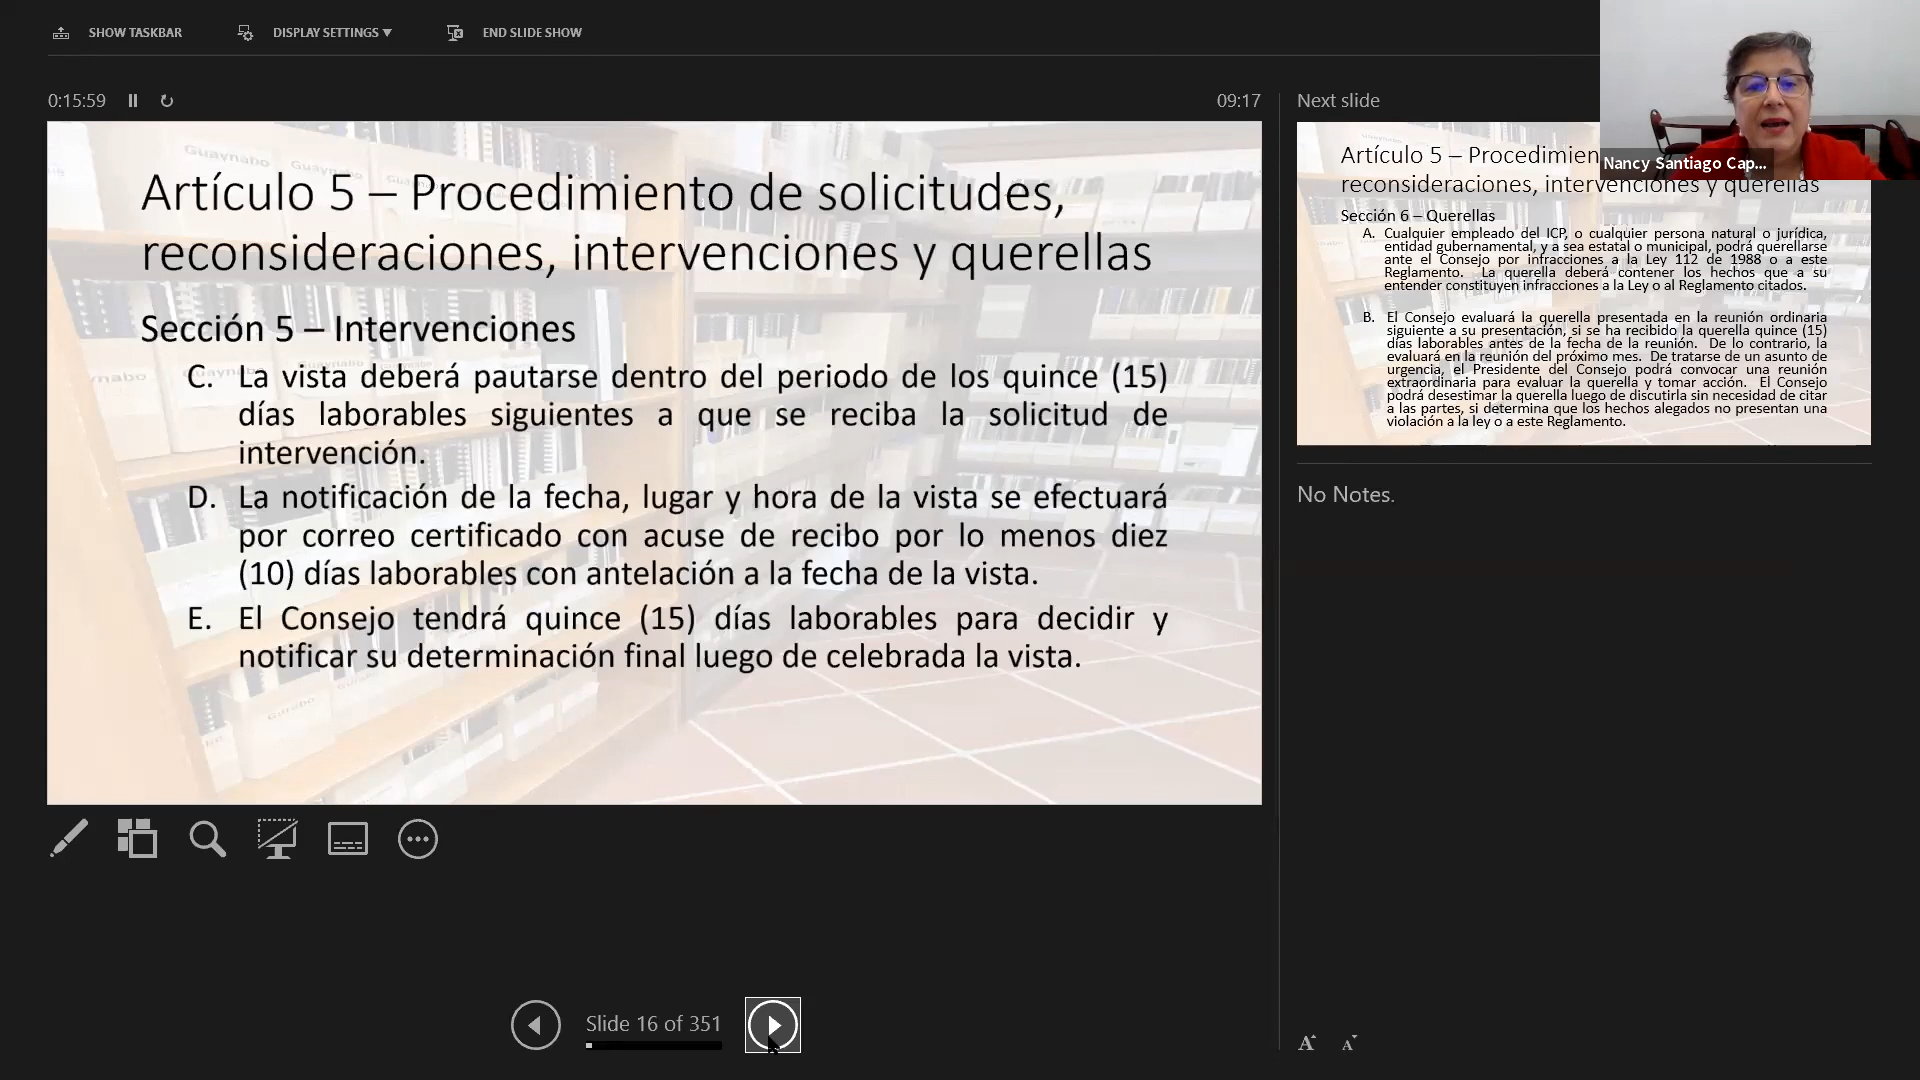 SHOW TASKBAR
DISPLAY SETTINGS ▼
END SLIDE SHOW
0:15:59
09:17
Artículo 5 – Procedimiento de solicitudes,
reconsideraciones, intervenciones y querellas
Sección 5 – Intervenciones
C. La vista deberá pautarse dentro del periodo de los quince (15)
días laborables siguientes a que se reciba la solicitud de
intervención.
D. La notificación de la fecha, lugar y hora de la vista se efectuará
por correo certificado con acuse de recibo por lo menos diez
(10) días laborables con antelación a la fecha de la vista.
E. El Consejo tendrá quince (15) días laborables para decidir y
notificar su determinación final luego de celebrada la vista.
Guaynabo
Guaynabo
Gurabo
Slide 16 of 351
Next slide
Nancy Santiago Cap...
Artículo 5 – Procedimien
reconsideraciones, intervenciones y querellas
Sección 6 – Querellas
A. Cualquier empleado del ICP, o cualquier persona natural o jurídica,
entidad gubernamental, y a sea estatal o municipal, podrá querellarse
ante el Consejo por infracciones a la Ley 112 de 1988 o a este
Reglamento. La querella deberá contener los hechos que a su
entender constituyen infracciones a la Ley o al Reglamento citados.
B. El Consejo evaluará la querella presentada en la reunión ordinaria
siguiente a su presentación, si se ha recibido la querella quince (15)
días laborables antes de la fecha de la reunión. De lo contrario, la
evaluará en la reunión del próximo mes. De tratarse de un asunto de
urgencia, el Presidente del Consejo podrá convocar una reunión
extraordinaria para evaluar la querella y tomar acción. El Consejo
podrá desestimar la querella luego de discutirla sin necesidad de citar
a las partes, si determina que los hechos alegados no presentan una
violación a la ley o a este Reglamento.
No Notes.
A A